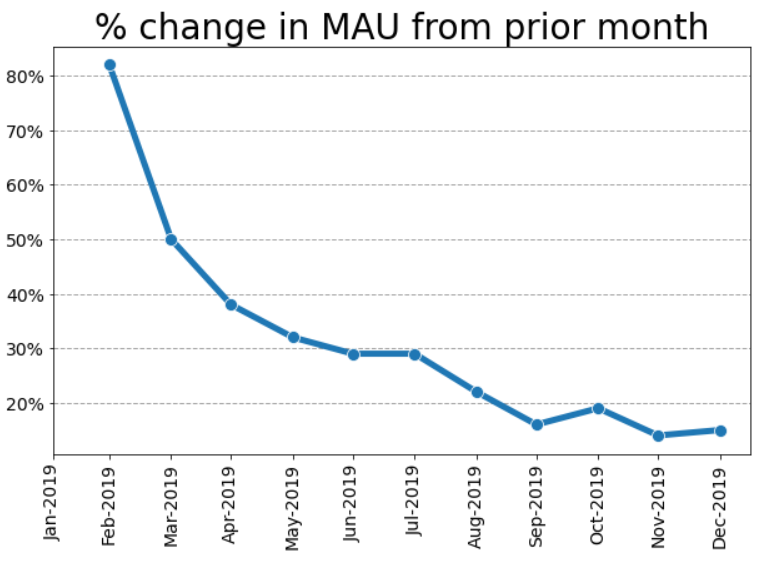 % change in MAU from prior month
80%
70%
60%
50%
40%
30%
20%
Jan-2019
Feb-2019
Mar-2019
Apr-2019
May-2019
Jun-2019
Jul-2019
Aug-2019
Sep-2019
Oct-2019
Nov-2019
Dec-2019